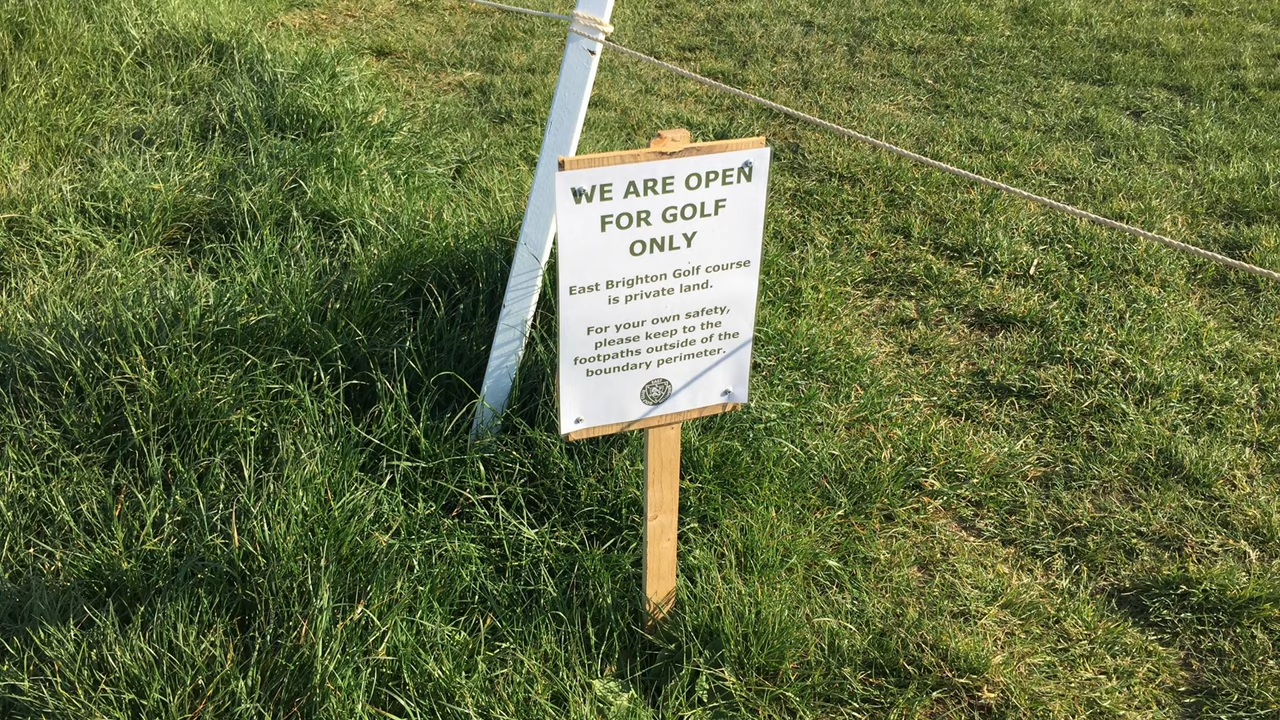 WE ARE OPEN
FOR GOLF
ONLY
East Brighton Golf course
is private land.
For your own safety,
please keep to the
footpaths outside of the
boundary perimeter.